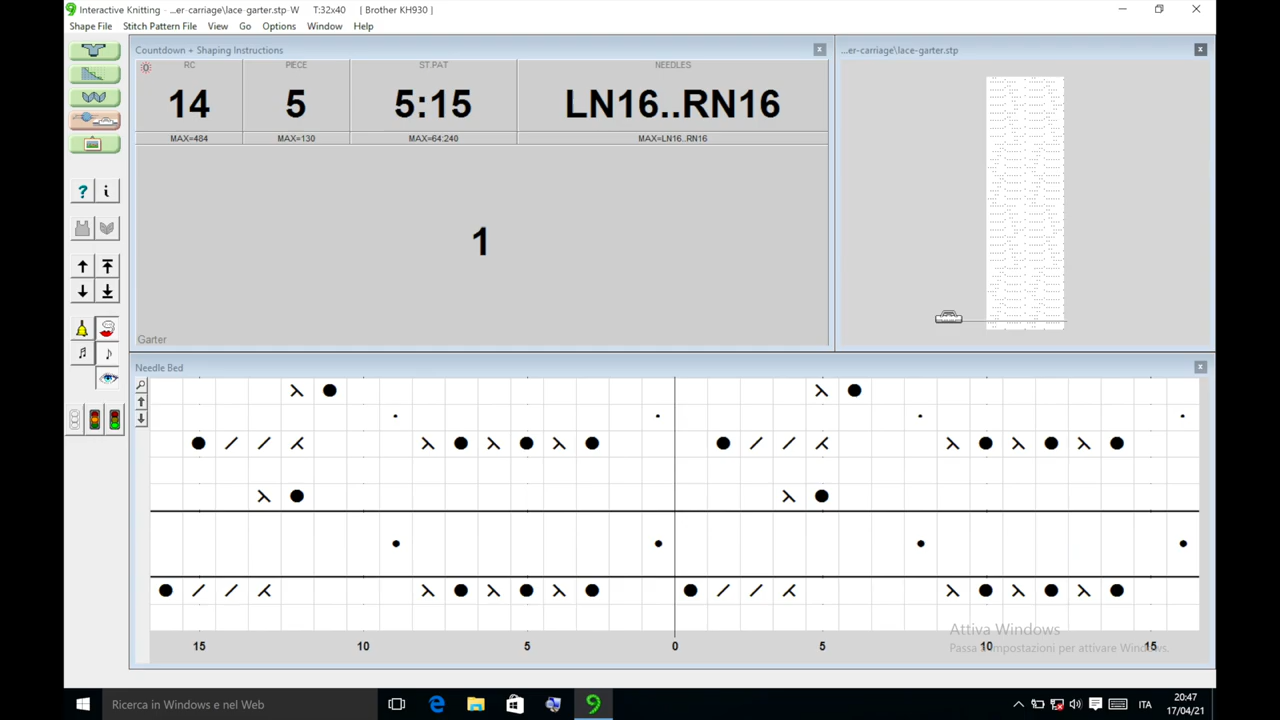 Interactive Knitting - ...er-carriage\lace-garter.stp-W T:32x40 [ Brother KH930 ]
Shape File Stitch Pattern File View Go Options Window Help
Countdown + Shaping Instructions
...er-carriage\lace-garter.stp
RC PIECE ST.PAT NEEDLES
14 5 5:15 LN16..RN16
MAX=484 MAX=130 MAX=64:240 MAX=LN16..RN16
1
Garter
Needle Bed
15 10 5 0 5 10 15
Attiva Windows
Passa a Impostazioni per attivare Windows.
Ricerca in Windows e nel Web
ITA
20:47
17/04/21